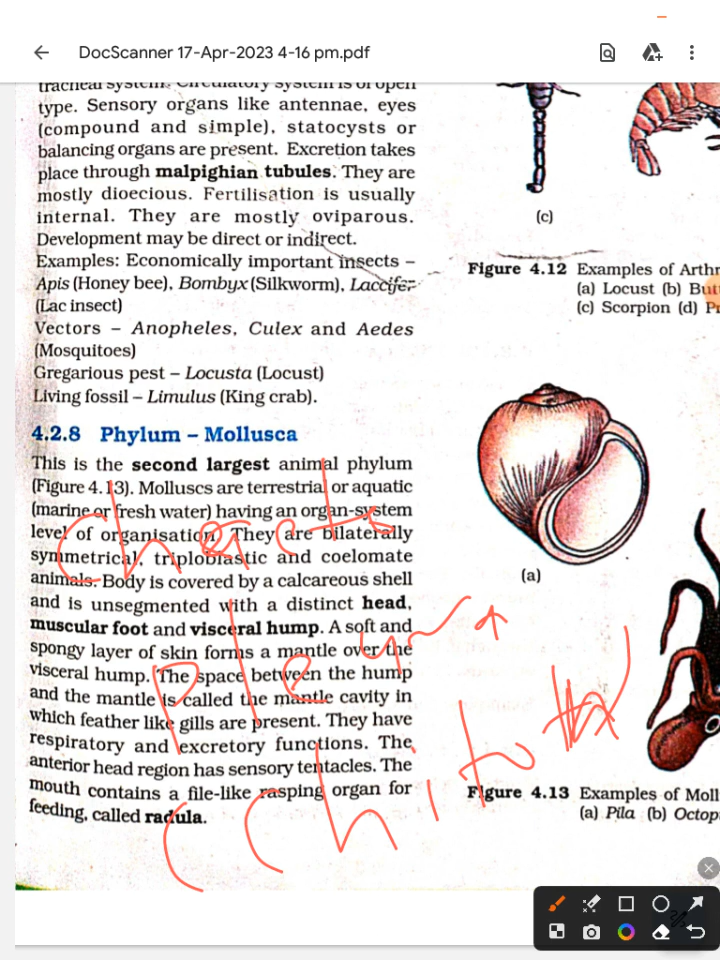 DocScanner 17-Apr-2023 4-16 pm.pdf
tracheal system. Circulatory system is of open
type. Sensory organs like antennae, eyes
(compound and simple), statocysts or
balancing organs are present. Excretion takes
place through malpighian tubules. They are
mostly dioecious. Fertilisation is usually
internal. They are mostly oviparous.
Development may be direct or indirect.
Examples: Economically important insects –
Apis (Honey bee), Bombyx (Silkworm), Laccifer
(Lac insect)
Vectors – Anopheles, Culex and Aedes
(Mosquitoes)
Gregarious pest – Locusta (Locust)
Living fossil – Limulus (King crab).
4.2.8 Phylum – Mollusca
This is the second largest animal phylum
(Figure 4.13). Molluscs are terrestrial or aquatic
(marine or fresh water) having an organ-system
level of organisation. They are bilaterally
symmetrical, triploblastic and coelomate
animals. Body is covered by a calcareous shell
and is unsegmented with a distinct head,
muscular foot and visceral hump. A soft and
spongy layer of skin forms a mantle over the
visceral hump. The space between the hump
and the mantle is called the mantle cavity in
which feather like gills are present. They have
respiratory and excretory functions. The
anterior head region has sensory tentacles. The
mouth contains a file-like rasping organ for
feeding, called radula.
(c)
Figure 4.12 Examples of Arthr
(a) Locust (b) But
(c) Scorpion (d) Pr
(a)
Figure 4.13 Examples of Moll
(a) Pila (b) Octop